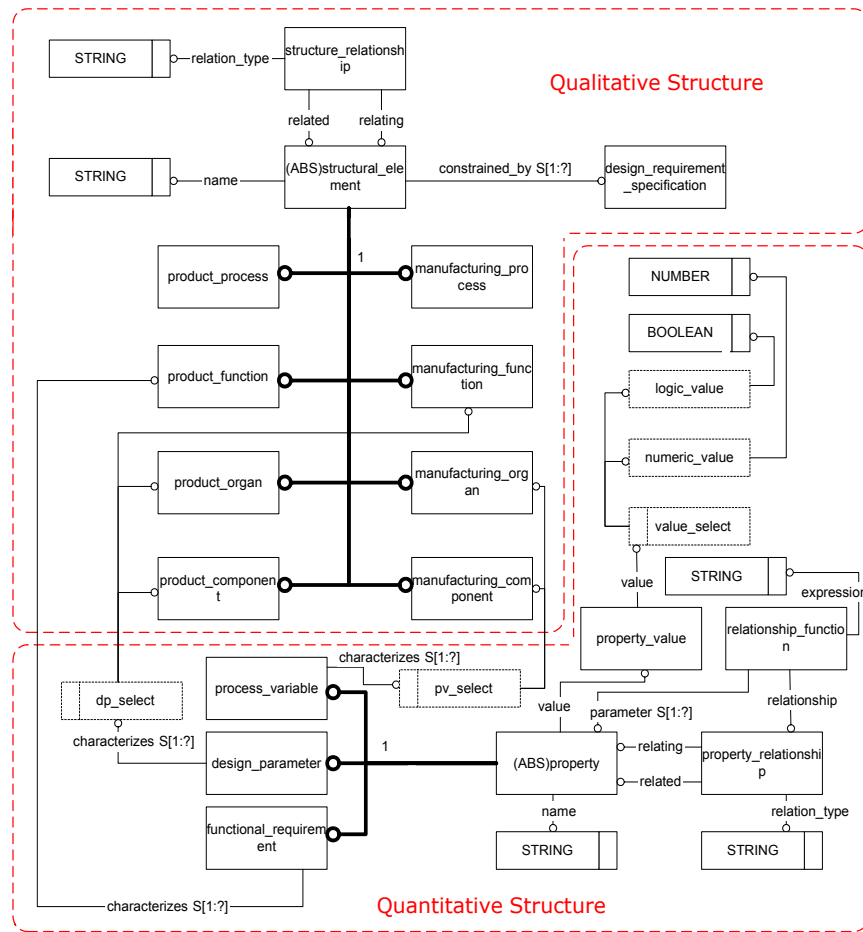 structure_relationsh
ip
STRING
relation_type
Qualitative Structure
related
relating
STRING
name
(ABS)structural_ele
ment
constrained_by S[1:?]
design_requirement
_specification
1
product_process
manufacturing_pro
cess
NUMBER
BOOLEAN
product_function
manufacturing_func
tion
logic_value
numeric_value
product_organ
manufacturing_or
gan
value_select
product_componen
t
manufacturing_com
ponent
value
STRING
expression
property_value
relationship_functio
n
characterizes S[1:?]
process_variable
pv_select
dp_select
value
parameter S[1:?]
relationship
characterizes S[1:?]
design_parameter
1
(ABS)property
relating
related
property_relationshi
p
functional_requirem
ent
name
relation_type
STRING
STRING
characterizes S[1:?]
Quantitative Structure